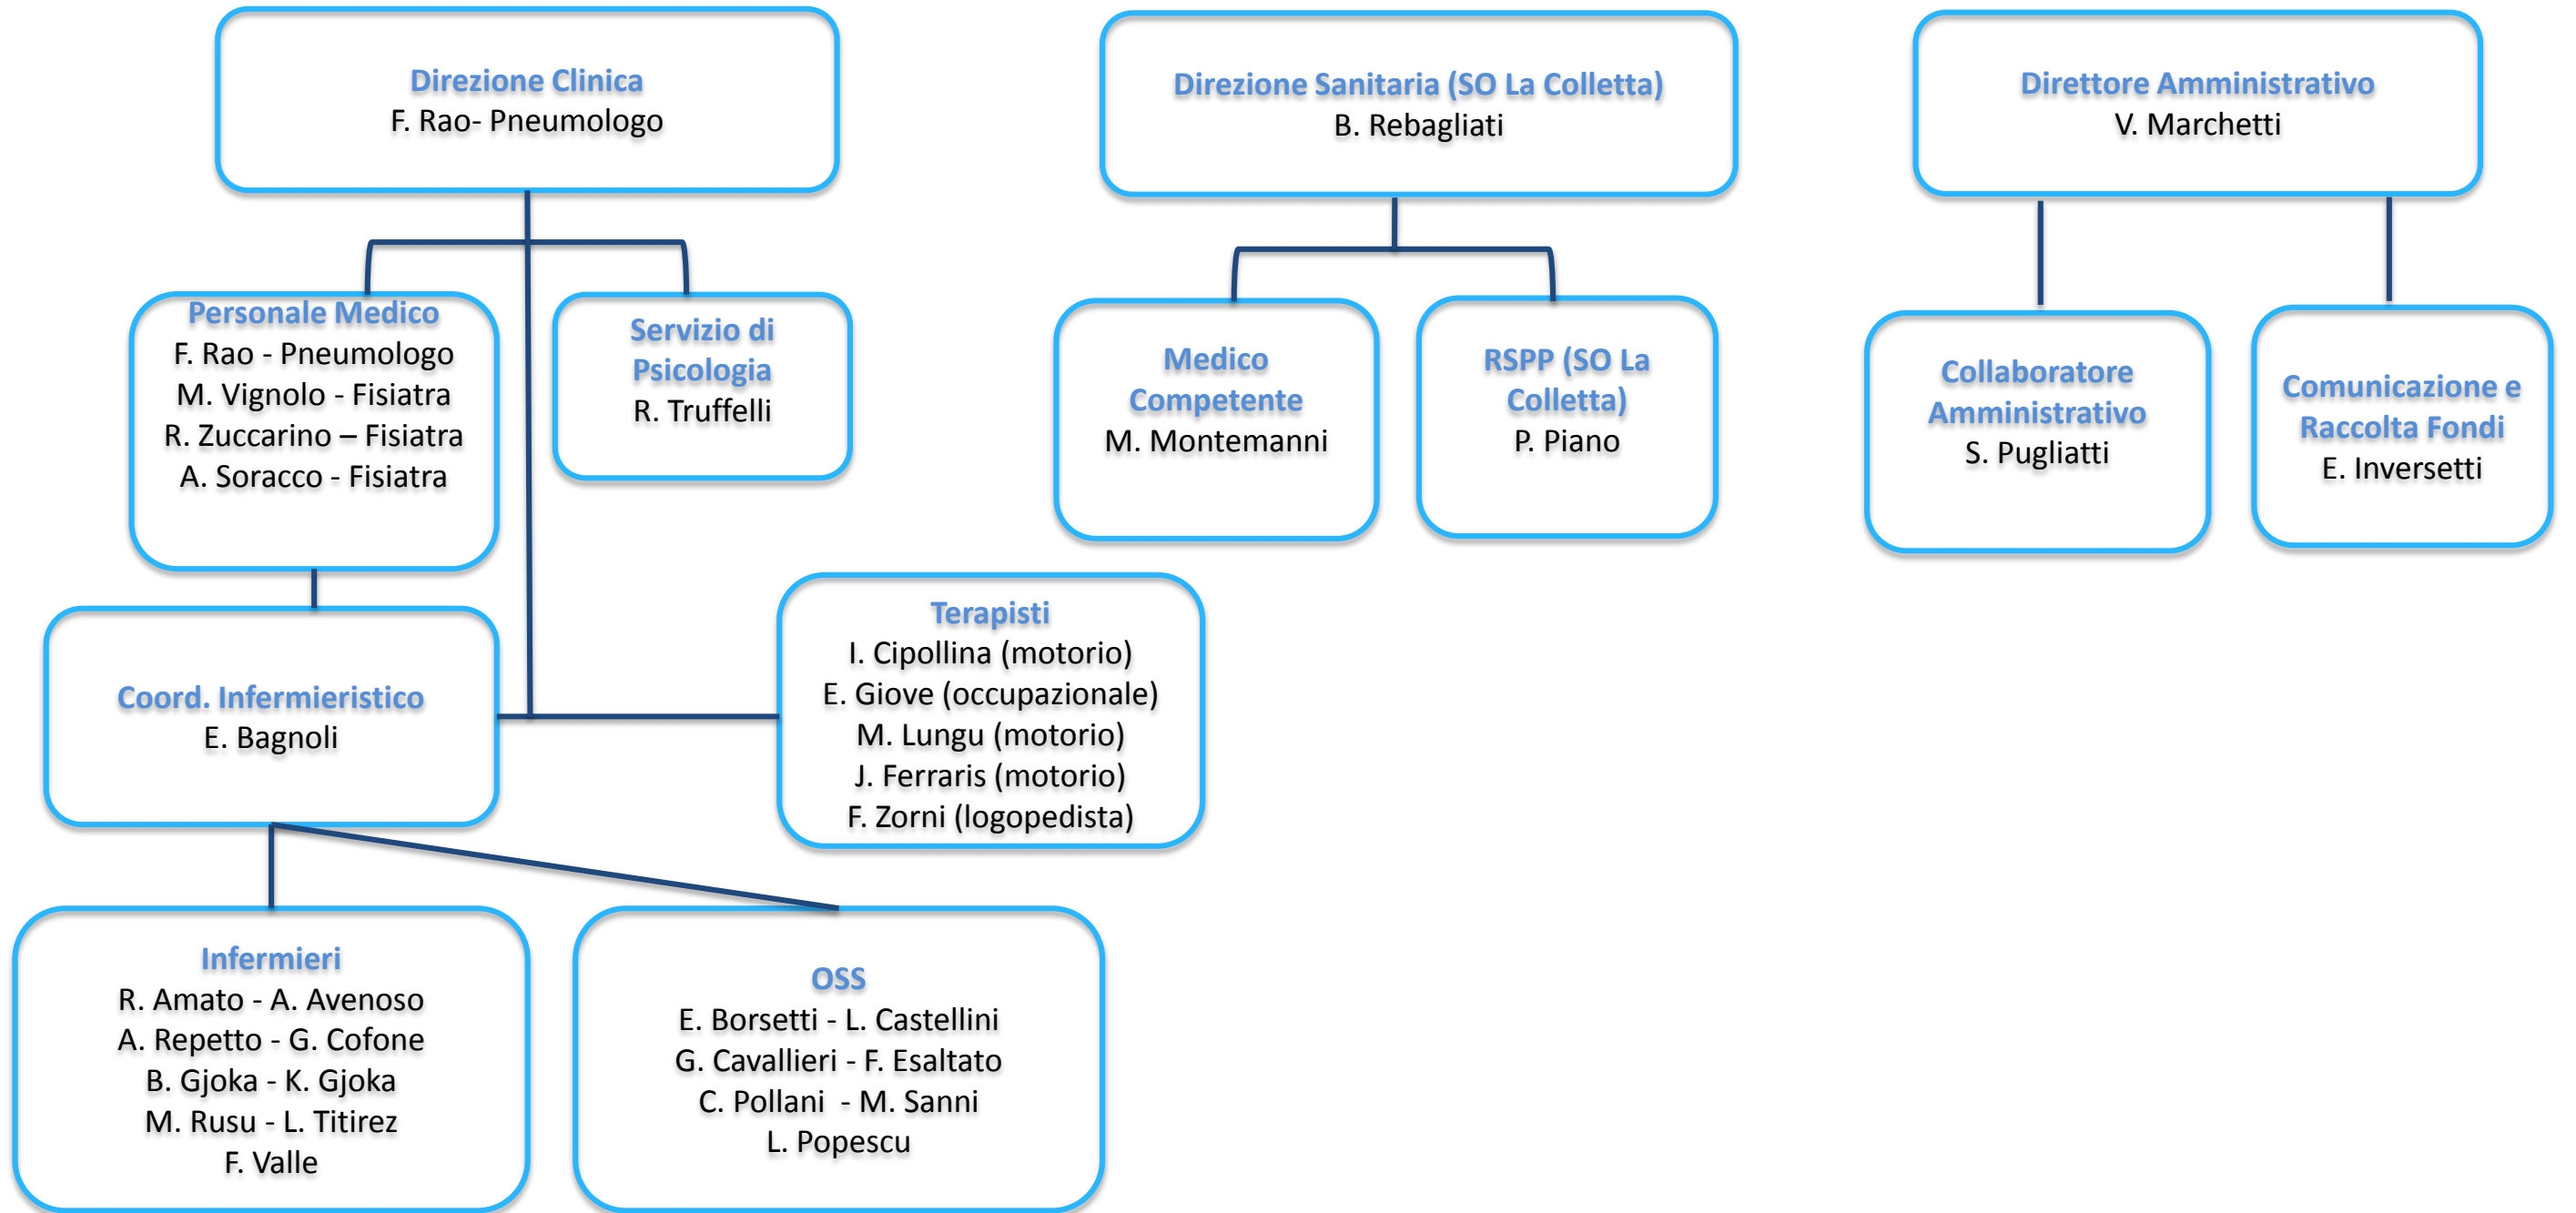 Direzione Clinica
F. Rao- Pneumologo
Direzione Sanitaria (SO La Colletta)
B. Rebagliati
Direttore Amministrativo
V. Marchetti
Personale Medico
F. Rao - Pneumologo
M. Vignolo - Fisiatra
R. Zuccarino – Fisiatra
A. Soracco - Fisiatra
Servizio di
Psicologia
R. Truffelli
Medico
Competente
M. Montemanni
RSPP (SO La
Colletta)
P. Piano
Collaboratore
Amministrativo
S. Pugliatti
Comunicazione e
Raccolta Fondi
E. Inversetti
Coord. Infermieristico
E. Bagnoli
Terapisti
I. Cipollina (motorio)
E. Giove (occupazionale)
M. Lungu (motorio)
J. Ferraris (motorio)
F. Zorni (logopedista)
Infermieri
R. Amato - A. Avenoso
A. Repetto - G. Cofone
B. Gjoka - K. Gjoka
M. Rusu - L. Titirez
F. Valle
OSS
E. Borsetti - L. Castellini
G. Cavallieri - F. Esaltato
C. Pollani  - M. Sanni
L. Popescu